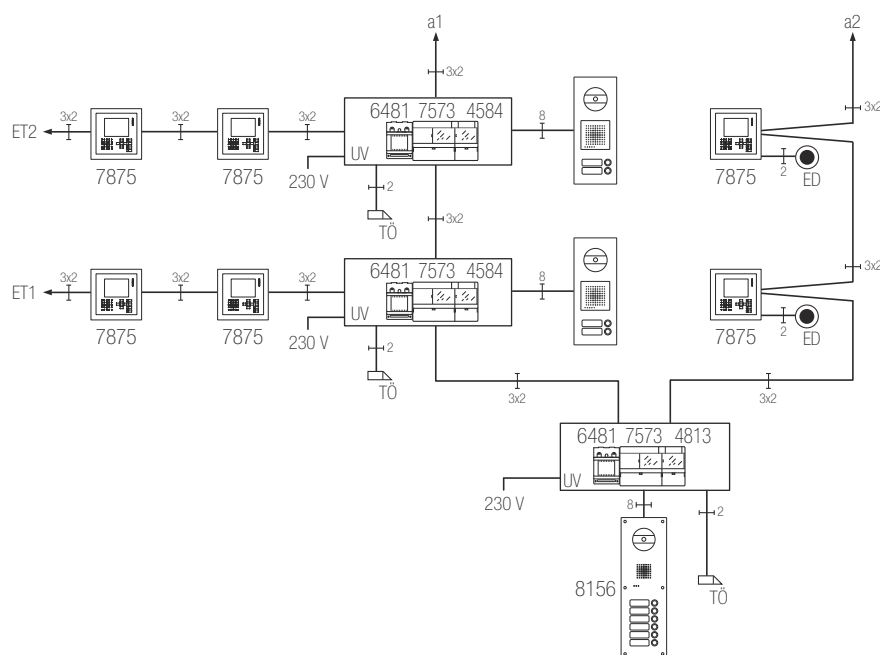 a1
a2
3x2
3x2
6481 7573 4584
3x2
3x2
3x2
8
ET2
UV
7875
7875
230 V
2
7875
2
ED
TÖ
3x2
3x2
6481 7573 4584
3x2
3x2
3x2
8
ET1
UV
7875
7875
230 V
2
7875
2
ED
TÖ
3x2
3x2
6481 7573 4813
UV
230 V
8
2
8156
TÖ